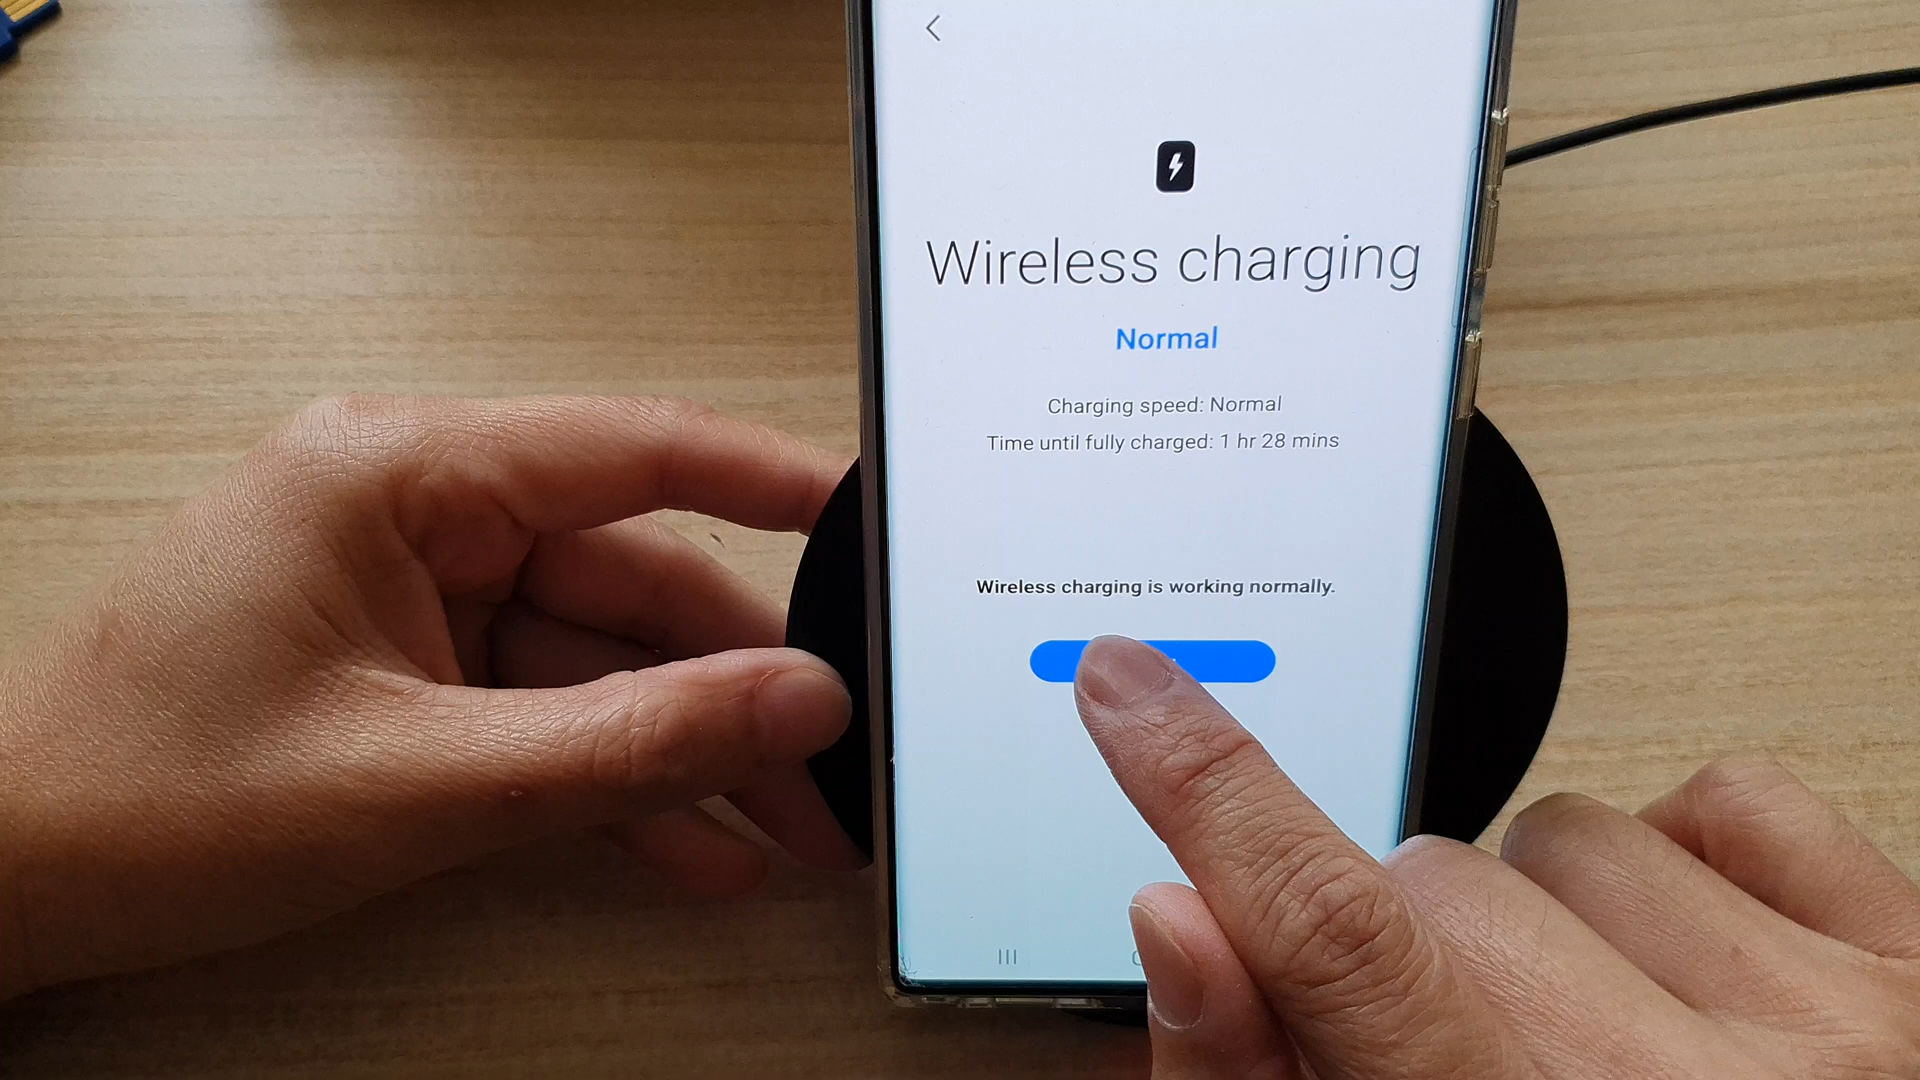 Wireless charging
Normal
Charging speed: Normal
Time until fully charged: 1 hr 28 mins
Wireless charging is working normally.